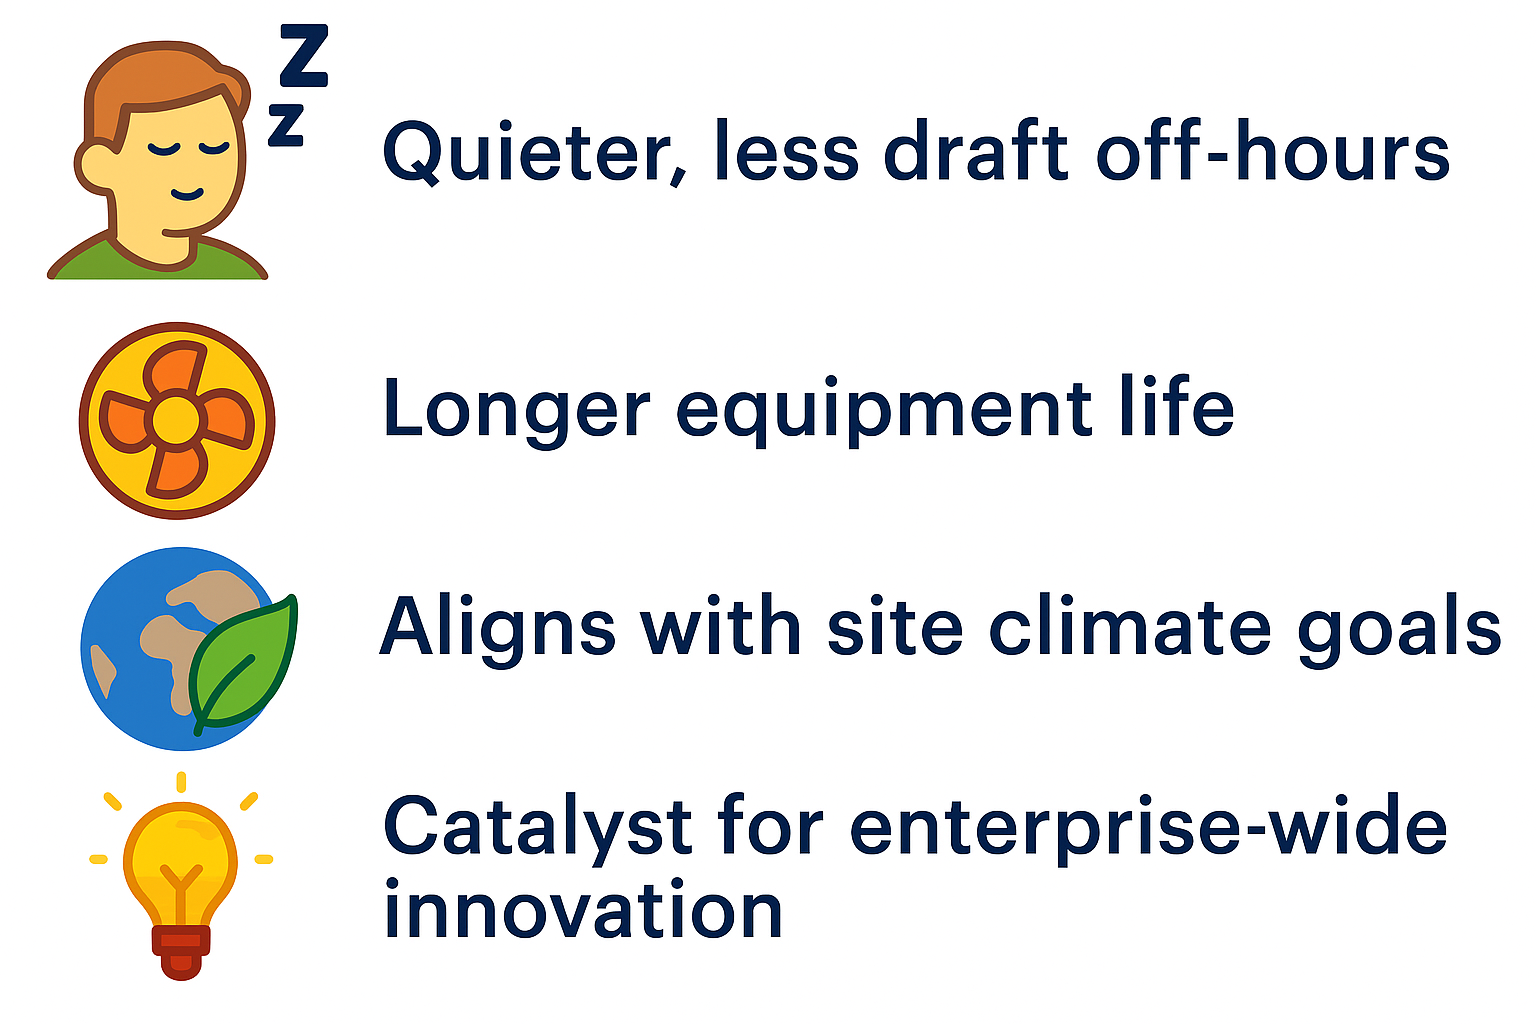 Z
Z
Quieter, less draft off-hours
Longer equipment life
Aligns with site climate goals
Catalyst for enterprise-wide
innovation